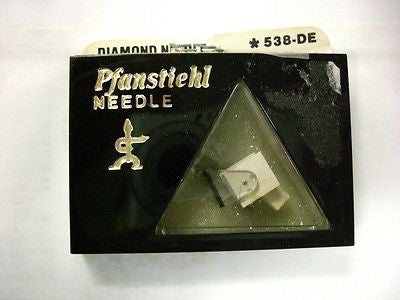 DIAMOND
* 538-DE
Pfanstiehl
NEEDLE